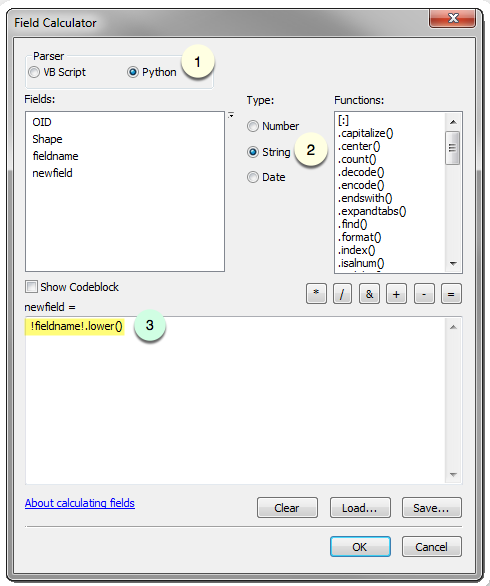 Field Calculator
Parser
VB Script
Python
1
Fields:
OID
Shape
fieldname
newfield
Type:
Number
String
2
Date
Functions:
[:]
.capitalize()
.center()
.count()
.decode()
.encode()
.endswith()
.expandtabs()
.find()
.format()
.index()
.isalnum()
Show Codeblock
* / & + - =
newfield =
!fieldname!.lower()
3
About calculating fields
Clear
Load...
Save...
OK
Cancel